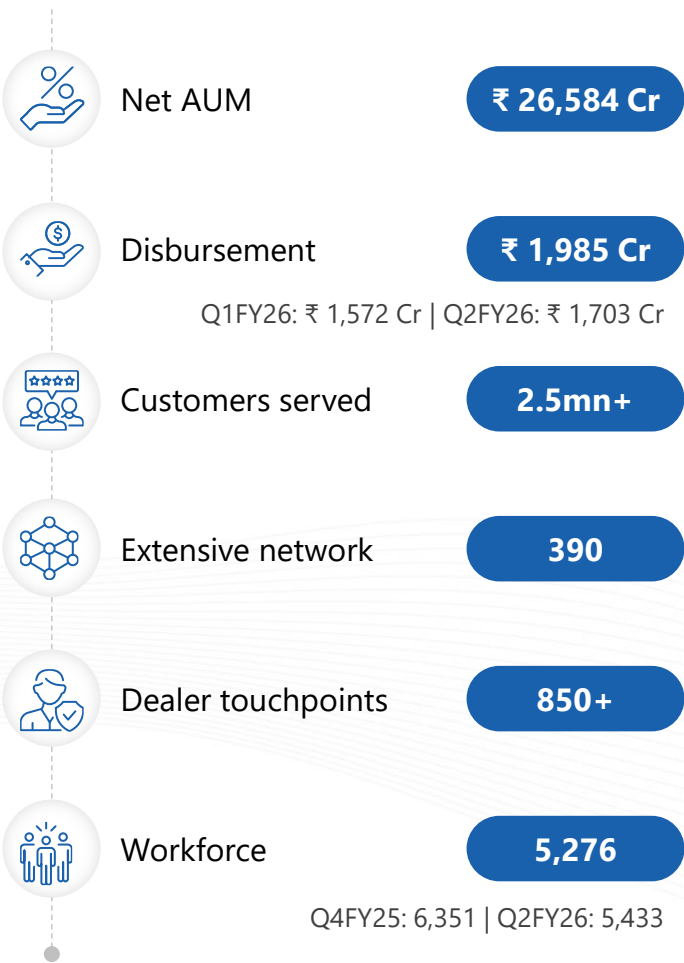 Net AUM ₹ 26,584 Cr
Disbursement ₹ 1,985 Cr
Q1FY26: ₹ 1,572 Cr | Q2FY26: ₹ 1,703 Cr
Customers served 2.5mn+
Extensive network 390
Dealer touchpoints 850+
Workforce 5,276
Q4FY25: 6,351 | Q2FY26: 5,433